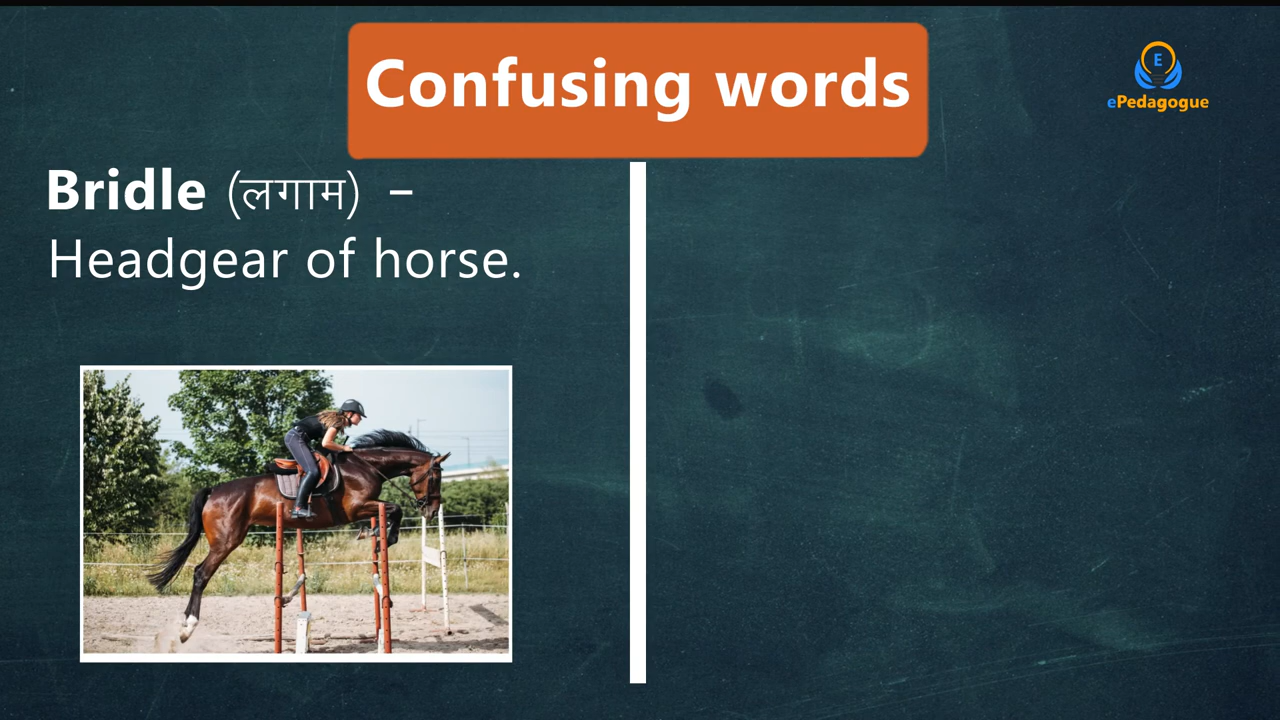 Confusing words
E
ePedagogue
Bridle (लगाम) –
Headgear of horse.